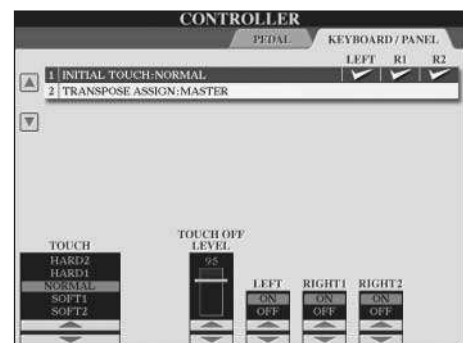 CONTROLLER
PEDAL KEYBOARD / PANEL
LEFT R1 R2
1 INITIAL TOUCH:NORMAL
2 TRANSPOSE ASSIGN:MASTER
TOUCH
HARD2
HARD1
NORMAL
SOFT1
SOFT2
TOUCH OFF
LEVEL
95
LEFT RIGHT1 RIGHT2
ON ON ON
OFF OFF OFF